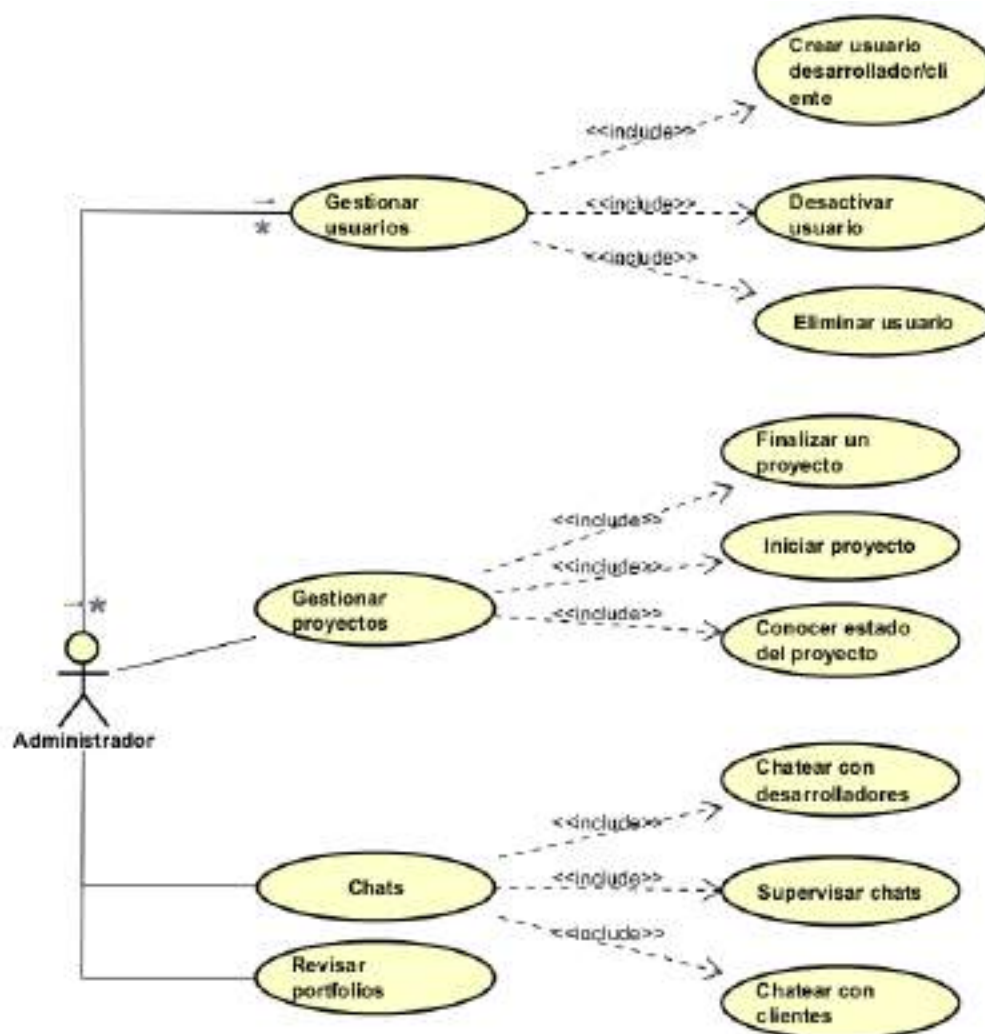 Crear usuario
desarrollador/cli
ente
<<include>>
Gestionar
usuarios
*
<<include>>
Desactivar
usuario
<<include>>
Eliminar usuario
Finalizar un
proyecto
<<include>>
Iniciar proyecto
<<include>>
Gestionar
proyectos
*
<<include>>
Conocer estado
del proyecto
Administrador
Chatear con
desarrolladores
<<include>>
Chats
<<include>>
Supervisar chats
<<include>>
Revisar
portfolios
Chatear con
clientes